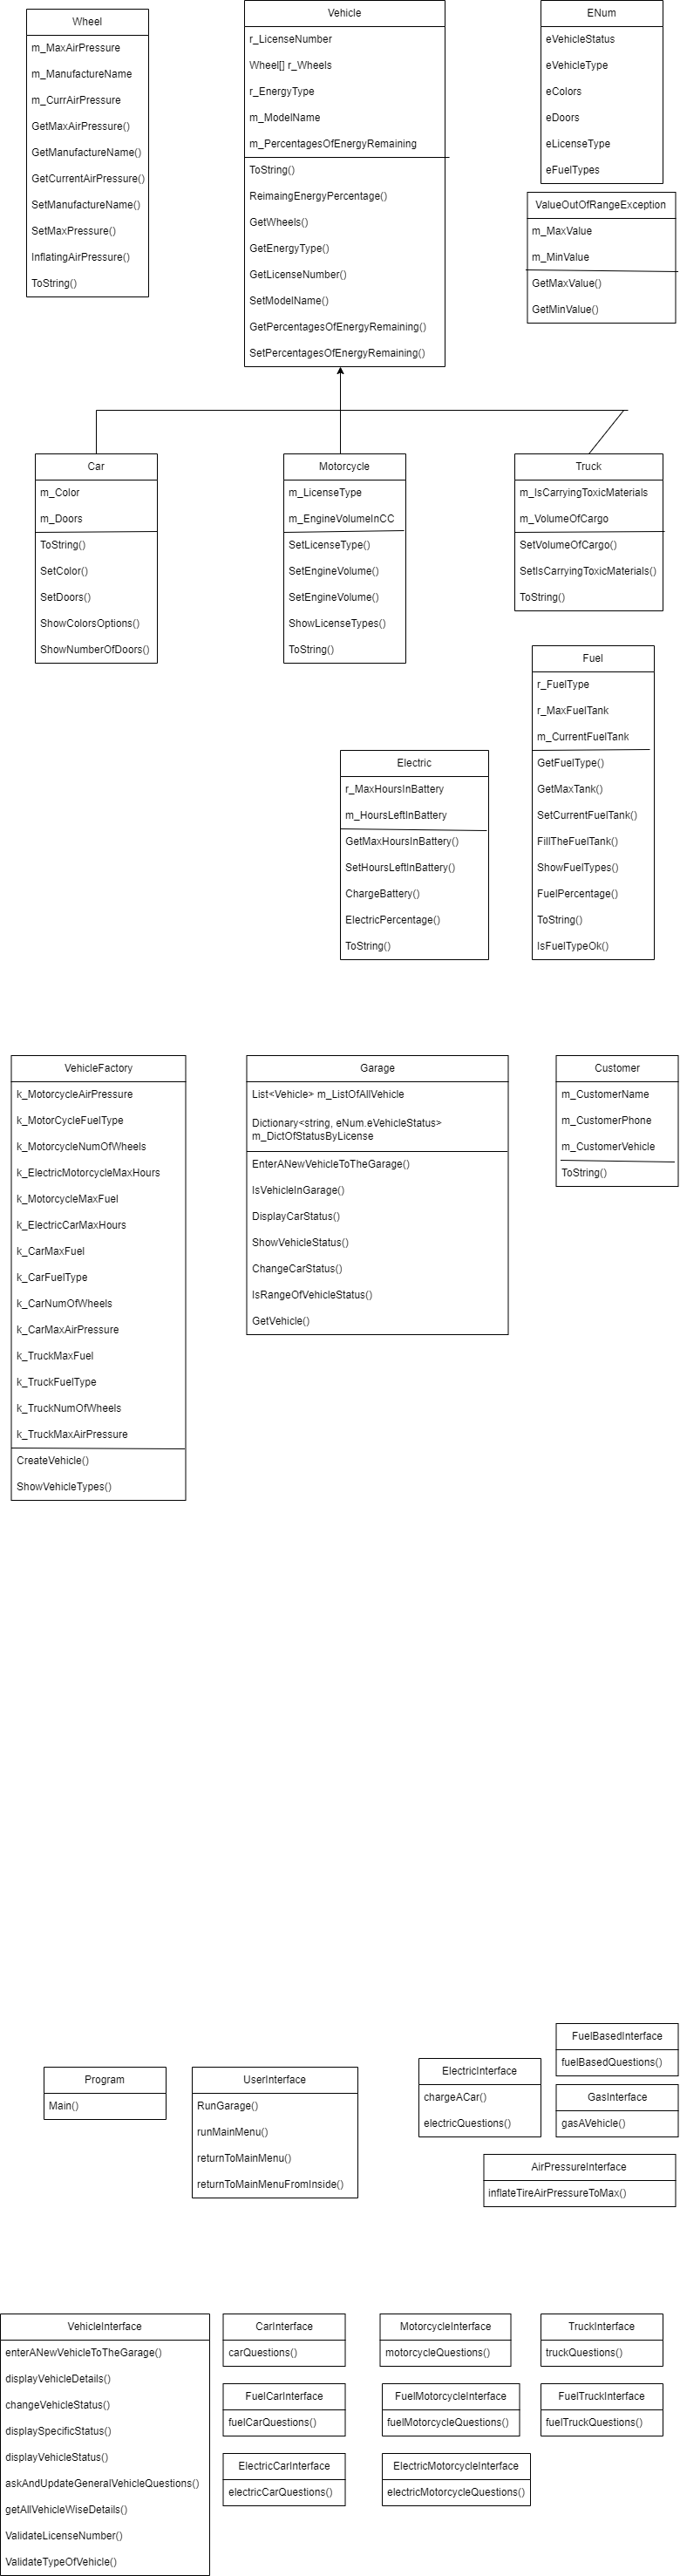 Wheel
m_MaxAirPressure
m_ManufactureName
m_CurrAirPressure
GetMaxAirPressure()
GetManufactureName()
GetCurrentAirPressure()
SetManufactureName()
SetMaxPressure()
InflatingAirPressure()
ToString()
Vehicle
r_LicenseNumber
Wheel[] r_Wheels
r_EnergyType
m_ModelName
m_PercentagesOfEnergyRemaining
ToString()
ReimaingEnergyPercentage()
GetWheels()
GetEnergyType()
GetLicenseNumber()
SetModelName()
GetPercentagesOfEnergyRemaining()
SetPercentagesOfEnergyRemaining()
ENum
eVehicleStatus
eVehicleType
eColors
eDoors
eLicenseType
eFuelTypes
ValueOutOfRangeException
m_MaxValue
m_MinValue
GetMaxValue()
GetMinValue()
Car
m_Color
m_Doors
ToString()
SetColor()
SetDoors()
ShowColorsOptions()
ShowNumberOfDoors()
Motorcycle
m_LicenseType
m_EngineVolumeInCC
SetLicenseType()
SetEngineVolume()
SetEngineVolume()
ShowLicenseTypes()
ToString()
Truck
m_IsCarryingToxicMaterials
m_VolumeOfCargo
SetVolumeOfCargo()
SetIsCarryingToxicMaterials()
ToString()
Fuel
r_FuelType
r_MaxFuelTank
m_CurrentFuelTank
GetFuelType()
GetMaxTank()
SetCurrentFuelTank()
FillTheFuelTank()
ShowFuelTypes()
FuelPercentage()
ToString()
IsFuelTypeOk()
Electric
r_MaxHoursInBattery
m_HoursLeftInBattery
GetMaxHoursInBattery()
SetHoursLeftInBattery()
ChargeBattery()
ElectricPercentage()
ToString()
VehicleFactory
k_MotorcycleAirPressure
k_MotorCycleFuelType
k_MotorcycleNumOfWheels
k_ElectricMotorcycleMaxHours
k_MotorcycleMaxFuel
k_ElectricCarMaxHours
k_CarMaxFuel
k_CarFuelType
k_CarNumOfWheels
k_CarMaxAirPressure
k_TruckMaxFuel
k_TruckFuelType
k_TruckNumOfWheels
k_TruckMaxAirPressure
CreateVehicle()
ShowVehicleTypes()
Garage
List<Vehicle> m_ListOfAllVehicle
Dictionary<string, eNum.eVehicleStatus>
m_DictOfStatusByLicense
EnterANewVehicleToTheGarage()
IsVehicleInGarage()
DisplayCarStatus()
ShowVehicleStatus()
ChangeCarStatus()
IsRangeOfVehicleStatus()
GetVehicle()
Customer
m_CustomerName
m_CustomerPhone
m_CustomerVehicle
ToString()
Program
Main()
UserInterface
RunGarage()
runMainMenu()
returnToMainMenu()
returnToMainMenuFromInside()
ElectricInterface
chargeACar()
electricQuestions()
FuelBasedInterface
fuelBasedQuestions()
GasInterface
gasAVehicle()
AirPressureInterface
inflateTireAirPressureToMax()
VehicleInterface
enterANewVehicleToTheGarage()
displayVehicleDetails()
changeVehicleStatus()
displaySpecificStatus()
displayVehicleStatus()
askAndUpdateGeneralVehicleQuestions()
getAllVehicleWiseDetails()
ValidateLicenseNumber()
ValidateTypeOfVehicle()
CarInterface
carQuestions()
MotorcycleInterface
motorcycleQuestions()
TruckInterface
truckQuestions()
FuelCarInterface
fuelCarQuestions()
FuelMotorcycleInterface
fuelMotorcycleQuestions()
FuelTruckInterface
fuelTruckQuestions()
ElectricCarInterface
electricCarQuestions()
ElectricMotorcycleInterface
electricMotorcycleQuestions()